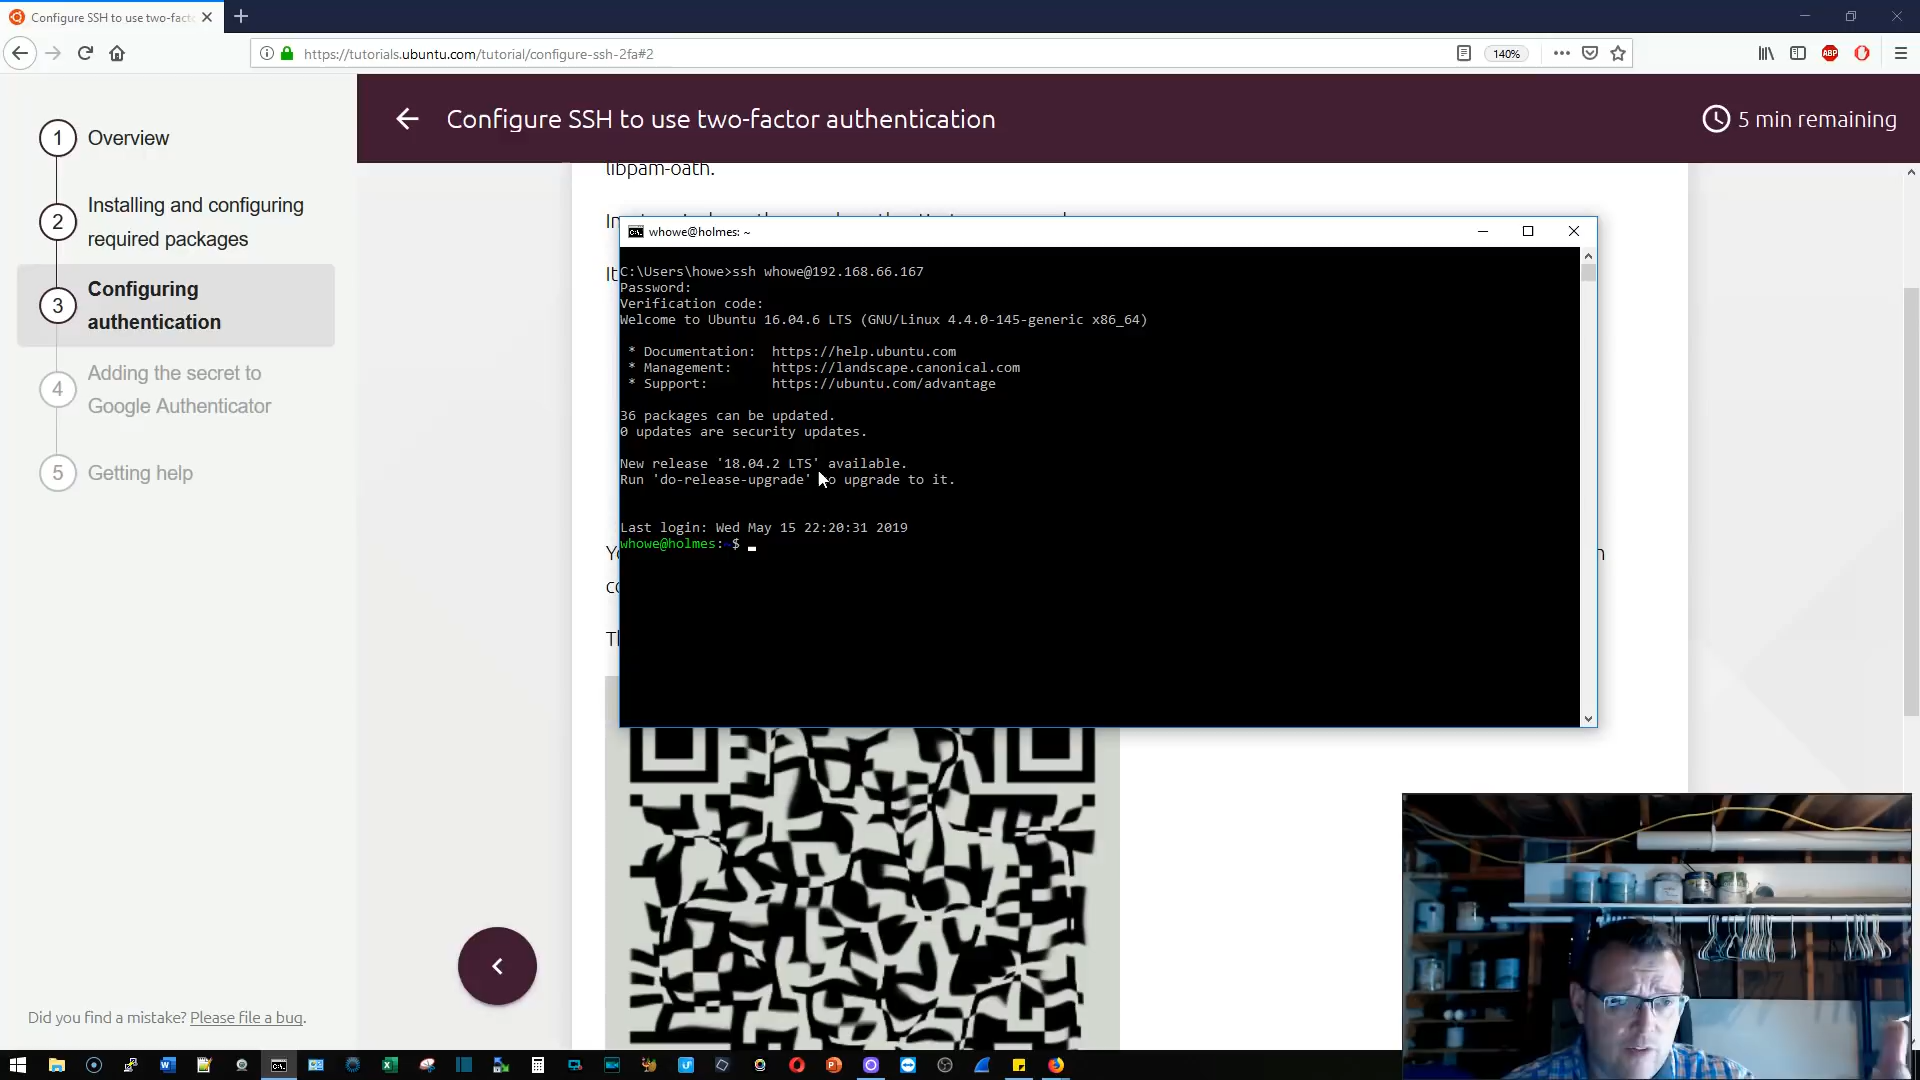 Configure SSH to use two-fact
https://tutorials.ubuntu.com/tutorial/configure-ssh-2fa#2
140%
ABP
1 Overview
2 Installing and configuring
required packages
3 Configuring
authentication
4 Adding the secret to
Google Authenticator
5 Getting help
Did you find a mistake? Please file a bug.
Configure SSH to use two-factor authentication
5 min remaining
libpam-oath.
whowe@holmes: ~
C:\Users\howe>ssh whowe@192.168.66.167
Password:
Verification code:
Welcome to Ubuntu 16.04.6 LTS (GNU/Linux 4.4.0-145-generic x86_64)
* Documentation: https://help.ubuntu.com
* Management: https://landscape.canonical.com
* Support: https://ubuntu.com/advantage
36 packages can be updated.
0 updates are security updates.
New release '18.04.2 LTS' available.
Run 'do-release-upgrade' to upgrade to it.
Last login: Wed May 15 22:20:31 2019
whowe@holmes:~$